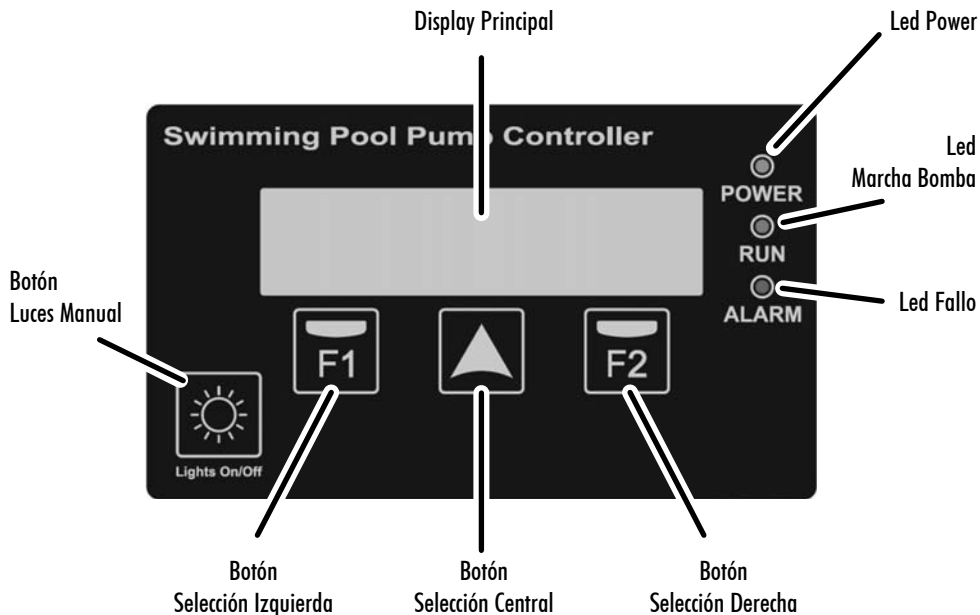 Display Principal
Led Power
Swimming Pool Pump Controller
Led
Marcha Bomba
POWER
RUN
Botón
Luces Manual
Led Fallo
ALARM
F1
F2
Lights On/Off
Botón
Selección Izquierda
Botón
Selección Central
Botón
Selección Derecha